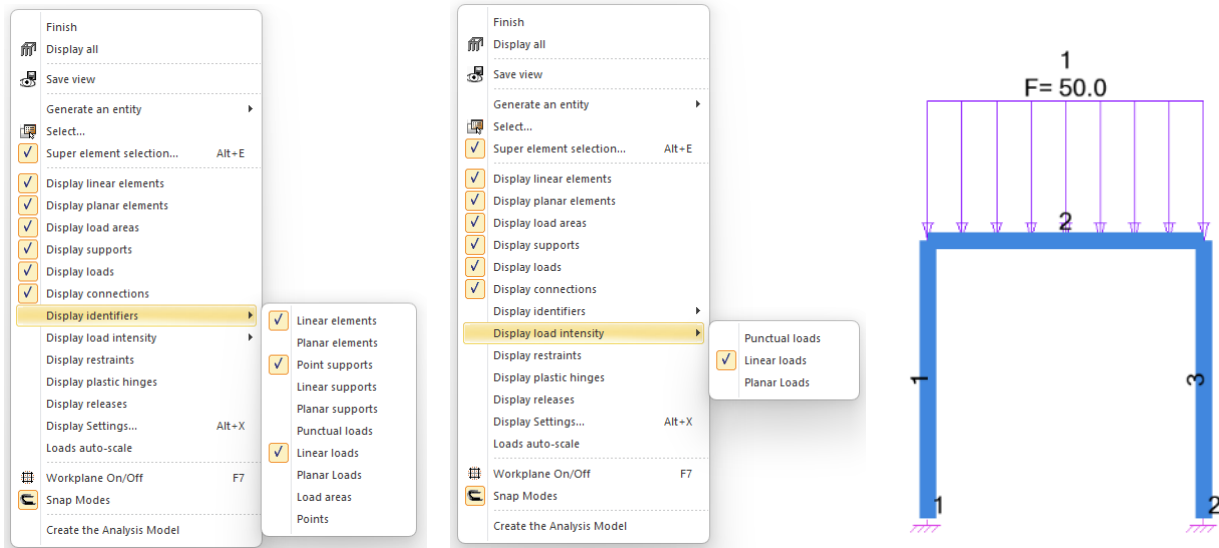 Finish
Display all
Save view
Generate an entity
Select...
Super element selection... Alt+E
Display linear elements
Display planar elements
Display load areas
Display supports
Display loads
Display connections
Display identifiers
Display load intensity
Display restraints
Display plastic hinges
Display releases
Display Settings... Alt+X
Loads auto-scale
Workplane On/Off F7
Snap Modes
Create the Analysis Model
Linear elements
Planar elements
Point supports
Linear supports
Planar supports
Punctual loads
Linear loads
Planar Loads
Load areas
Points
Finish
Display all
Save view
Generate an entity
Select...
Super element selection... Alt+E
Display linear elements
Display planar elements
Display load areas
Display supports
Display loads
Display connections
Display identifiers
Display load intensity
Display restraints
Display plastic hinges
Display releases
Display Settings... Alt+X
Loads auto-scale
Workplane On/Off F7
Snap Modes
Create the Analysis Model
Punctual loads
Linear loads
Planar Loads
1
F= 50.0
2
1
3
1
2